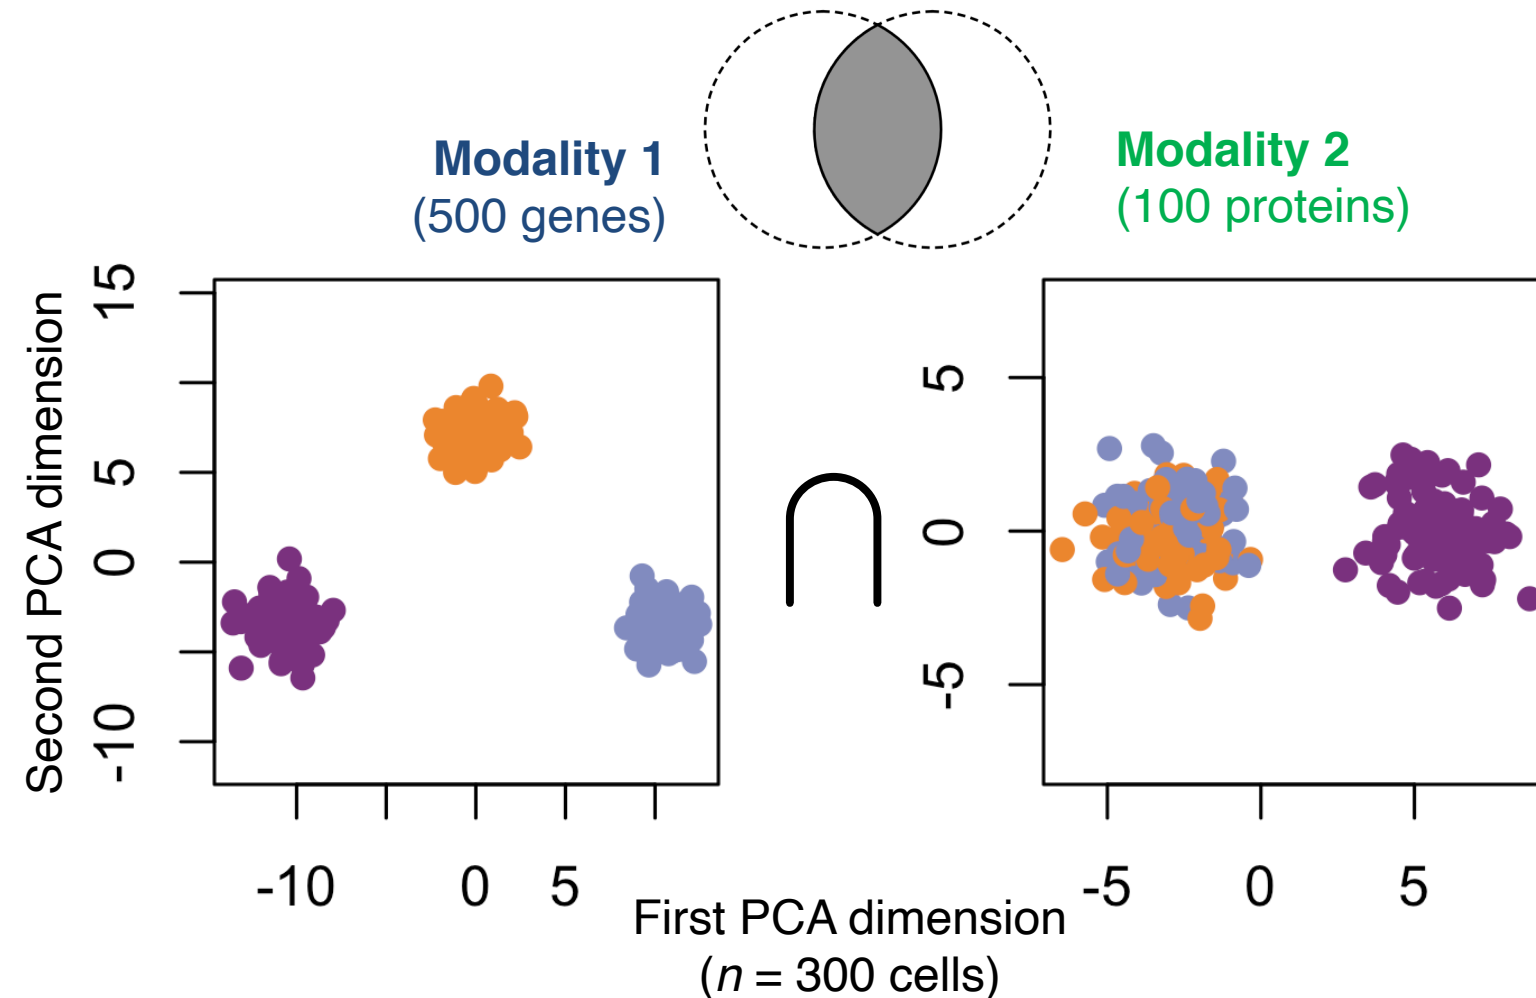 Modality 1
(500 genes)
Modality 2
(100 proteins)
Second PCA dimension
15
5
0
-10
-10 0 5
5
0
-5
-5 0 5
First PCA dimension
(n = 300 cells)